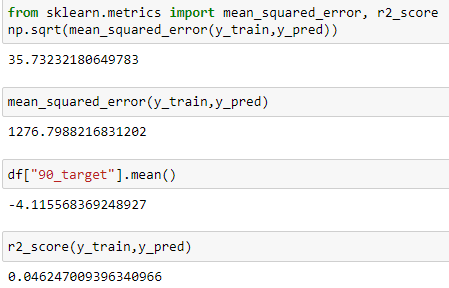 from sklearn.metrics import mean_squared_error, r2_score
np.sqrt(mean_squared_error(y_train,y_pred))
35.73232180649783
mean_squared_error(y_train,y_pred)
1276.7988216831202
df["90_target"].mean()
-4.115568369248927
r2_score(y_train,y_pred)
0.046247009396340966